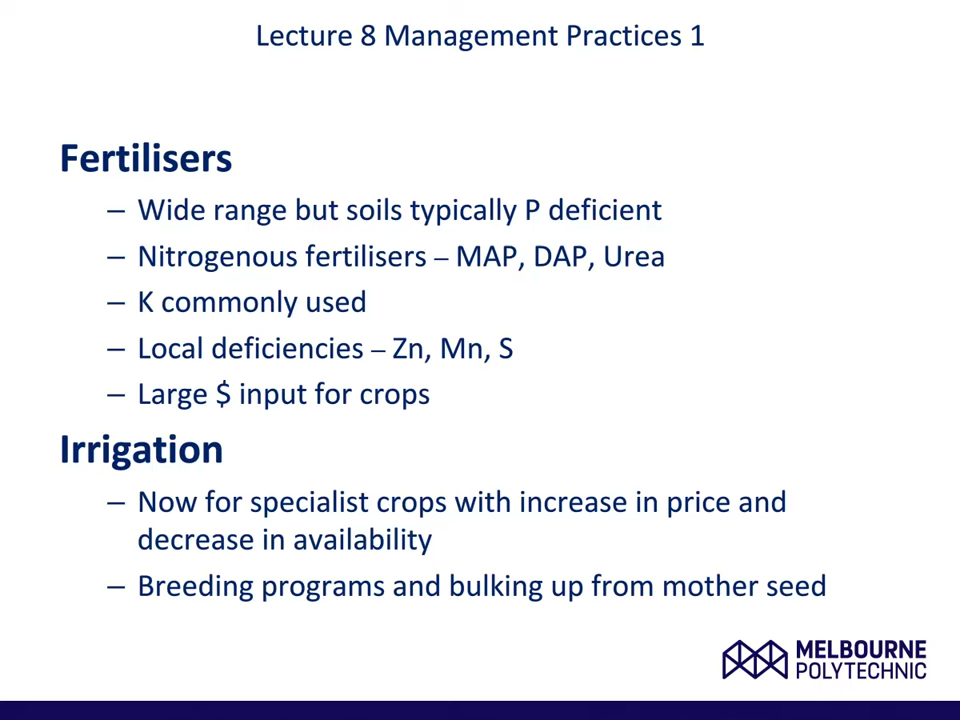 Lecture 8 Management Practices 1
Fertilisers
– Wide range but soils typically P deficient
– Nitrogenous fertilisers – MAP, DAP, Urea
– K commonly used
– Local deficiencies – Zn, Mn, S
– Large $ input for crops
Irrigation
– Now for specialist crops with increase in price and
decrease in availability
– Breeding programs and bulking up from mother seed
MELBOURNE
POLYTECHNIC